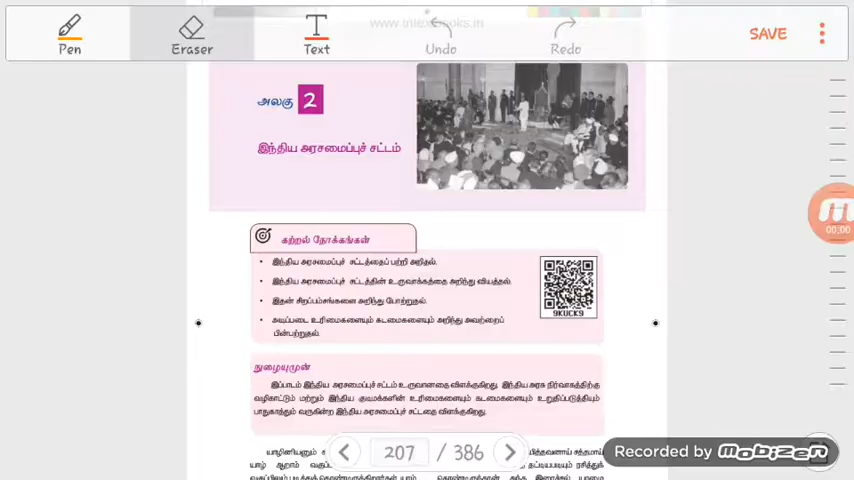 www.tntextbooks.in
Pen
Eraser
Text
Undo
Redo
SAVE
அலகு 2
இந்திய அரசமைப்புச் சட்டம்
00:00
கற்றல் நோக்கங்கள்
• இந்திய அரசமைப்புச் சட்டத்தைப் பற்றி அறிதல்.
• இந்திய அரசமைப்புச் சட்டத்தின் உருவாக்கத்தை அறிந்து வியத்தல்.
• இதன் சிறப்பம்சங்களை அறிந்து போற்றுதல்.
• அடிப்படை உரிமைகளையும் கடமைகளையும் அறிந்து அவற்றைப்
பின்பற்றுதல்.
9KUCK9
நுழையுமுன்
இப்பாடம் இந்திய அரசமைப்புச் சட்டம் உருவானதை விளக்குகிறது. இந்திய அரசு நிர்வாகத்திற்கு
வழிகாட்டும் மற்றும் இந்திய குடிமக்களின் உரிமைகளையும் கடமைகளையும் உறுதிப்படுத்தியும்
பாதுகாத்தும் வருகின்ற இந்திய அரசமைப்புச் சட்டதை விளக்குகிறது.
207 / 386
யாழினியனும்
யாழ் ஆறாம்
Recorded by MOBIZEN